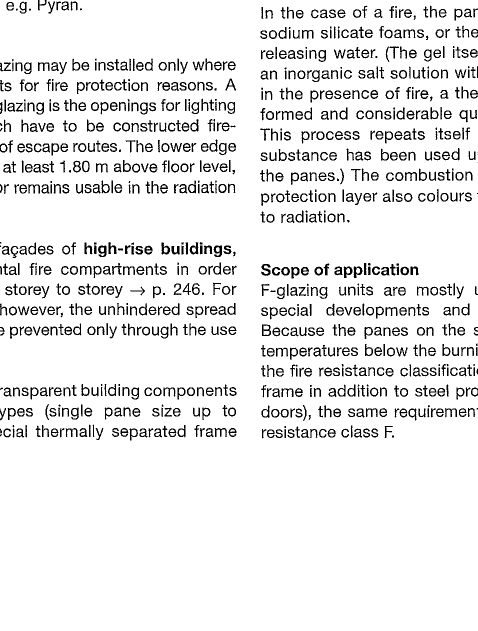 e.g. Pyran.
glazing may be installed only where
ts for fire protection reasons. A
glazing is the openings for lighting
ch have to be constructed fire-
of escape routes. The lower edge
at least 1.80 m above floor level,
or remains usable in the radiation
façades of high-rise buildings,
ntal fire compartments in order
storey to storey → p. 246. For
however, the unhindered spread
e prevented only through the use
transparent building components
ypes (single pane size up to
ecial thermally separated frame
In the case of a fire, the par
sodium silicate foams, or the
releasing water. (The gel itse
an inorganic salt solution wit
in the presence of fire, a the
formed and considerable qu
This process repeats itself
substance has been used u
the panes.) The combustion
protection layer also colours
to radiation.
Scope of application
F-glazing units are mostly u
special developments and
Because the panes on the s
temperatures below the burni
the fire resistance classificati
frame in addition to steel pro
doors), the same requiremen
resistance class F.